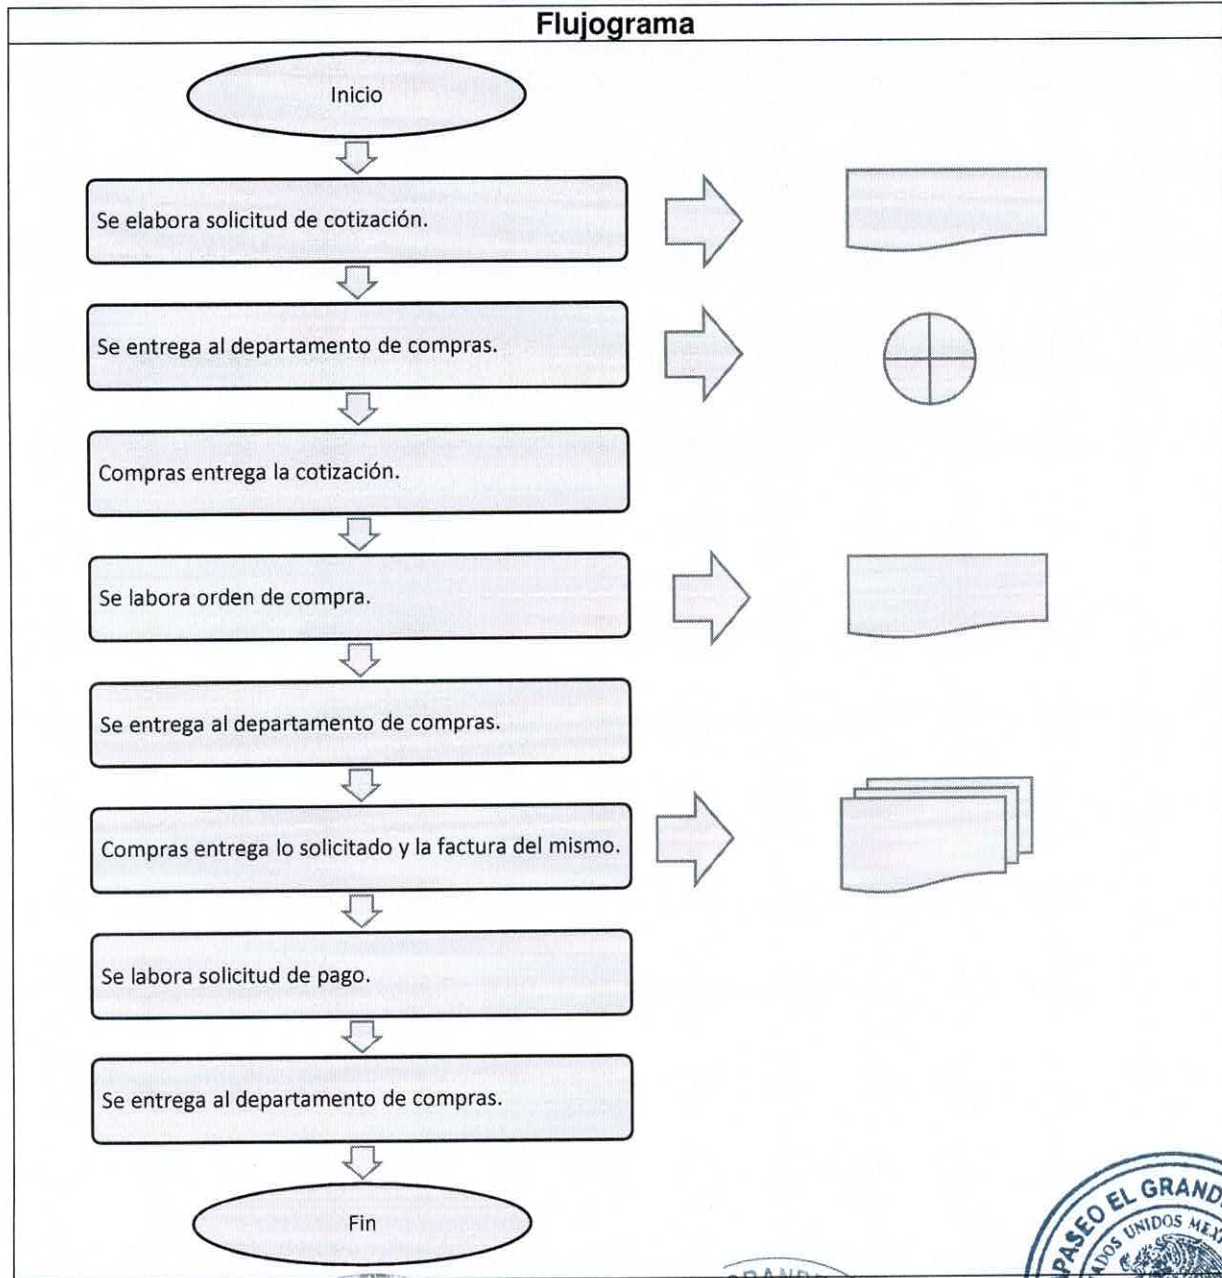 Flujograma
Inicio
Se elabora solicitud de cotización.
Se entrega al departamento de compras.
Compras entrega la cotización.
Se labora orden de compra.
Se entrega al departamento de compras.
Compras entrega lo solicitado y la factura del mismo.
Se labora solicitud de pago.
Se entrega al departamento de compras.
Fin
PASEO EL GRAND
UNIDOS MEX
GRANDE